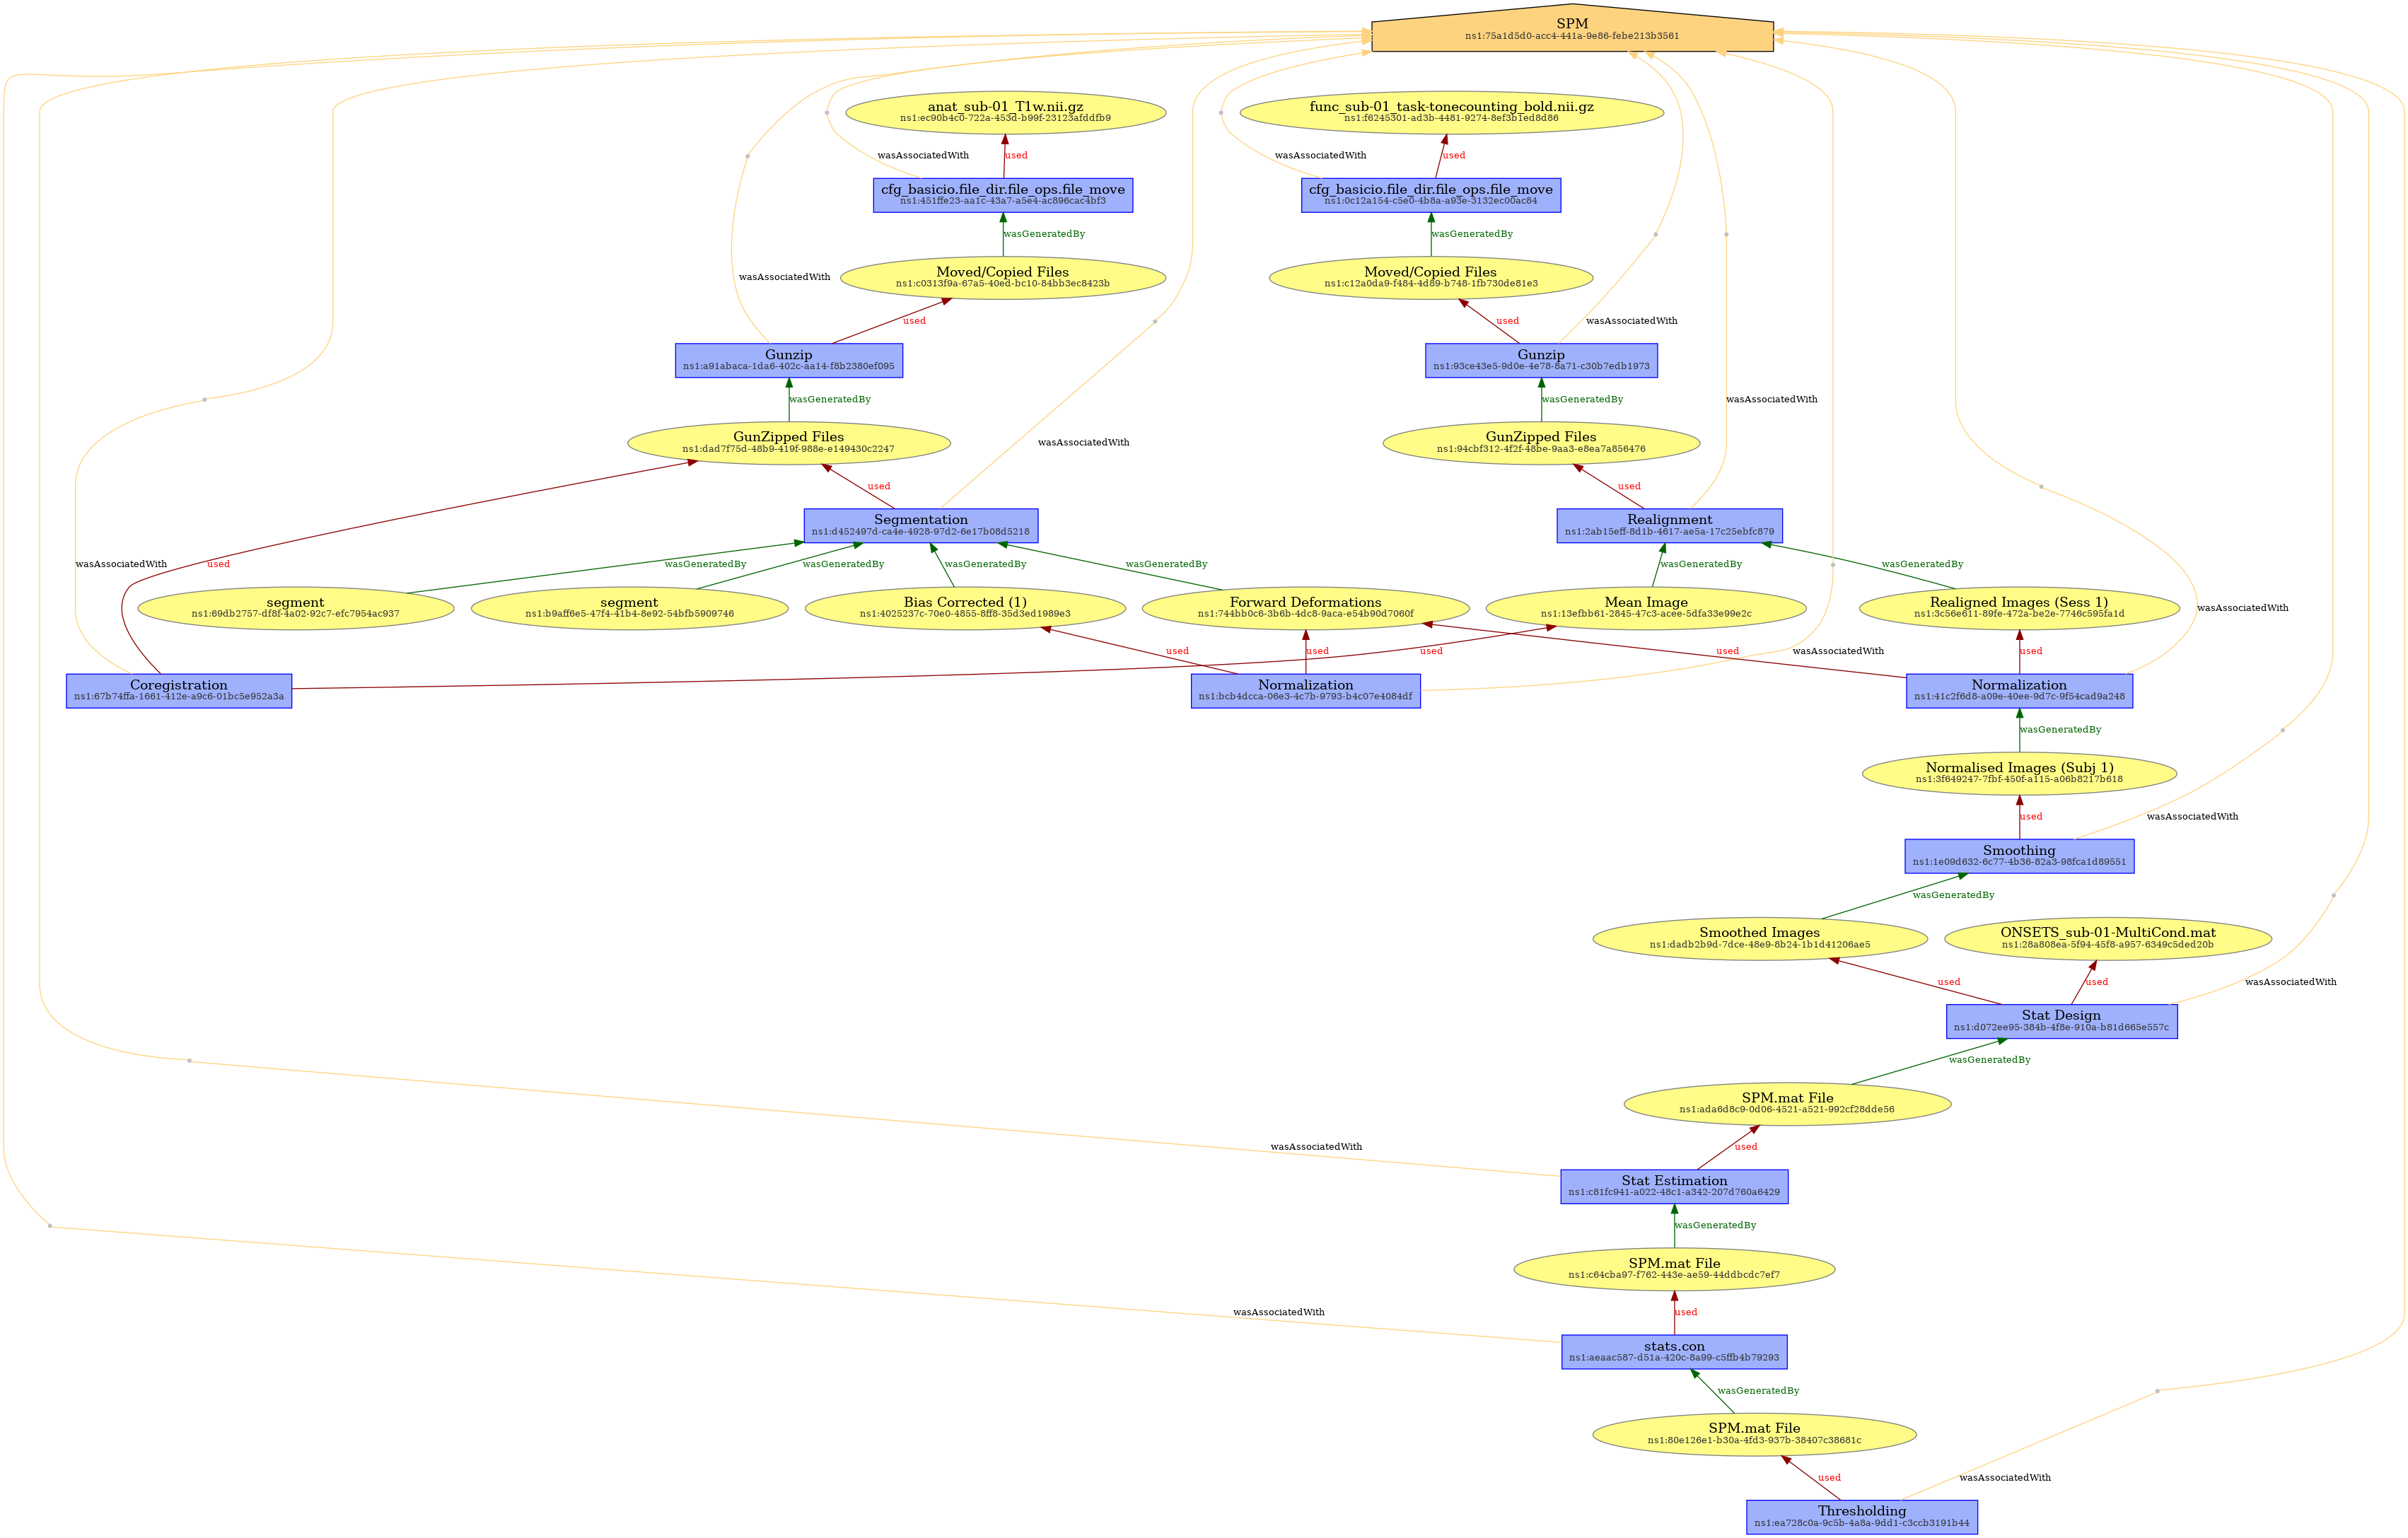 SPM
ns1:75a1d5d0-acc4-441a-9e86-febe213b3561
anat_sub-01_T1w.nii.gz
ns1:ec90b4c0-722a-453d-b99f-23123afddfb9
func_sub-01_task-tonecounting_bold.nii.gz
ns1:f6245301-ad3b-4481-9274-8ef3b1ed8d86
wasAssociatedWith
used
wasAssociatedWith
used
cfg_basicio.file_dir.file_ops.file_move
ns1:451ffe23-aa1c-43a7-a5e4-ac896cac4bf3
cfg_basicio.file_dir.file_ops.file_move
ns1:0c12a154-c5e0-4b8a-a93e-3132ec00ac84
wasGeneratedBy
wasGeneratedBy
wasAssociatedWith
Moved/Copied Files
ns1:c0313f9a-67a5-40ed-bc10-84bb3ec8423b
Moved/Copied Files
ns1:c12a0da9-f484-4d89-b748-1fb730de81e3
used
used
wasAssociatedWith
Gunzip
ns1:a91abaca-1da6-402c-aa14-f8b2380ef095
Gunzip
ns1:93ce43e5-9d0e-4e78-8a71-c30b7edb1973
wasGeneratedBy
wasGeneratedBy
wasAssociatedWith
GunZipped Files
ns1:dad7f75d-48b9-419f-988e-e149430c2247
wasAssociatedWith
GunZipped Files
ns1:94cbf312-4f2f-48be-9aa3-e8ea7a856476
used
used
Segmentation
ns1:d452497d-ca4e-4928-97d2-6e17b08d5218
Realignment
ns1:2ab15eff-8d1b-4617-ae5a-17c25ebfc879
wasAssociatedWith
used
wasGeneratedBy
wasGeneratedBy
wasGeneratedBy
wasGeneratedBy
wasGeneratedBy
wasGeneratedBy
segment
ns1:69db2757-df8f-4a02-92c7-efc7954ac937
segment
ns1:b9aff6e5-47f4-41b4-8e92-54bfb5909746
Bias Corrected (1)
ns1:4025237c-70e0-4855-8ff8-35d3ed1989e3
Forward Deformations
ns1:744bb0c6-3b6b-4dc8-9aca-e54b90d7060f
Mean Image
ns1:13efbb61-2845-47c3-acee-5dfa33e99e2c
Realigned Images (Sess 1)
ns1:3c56e611-89fe-472a-be2e-7746c595fa1d
wasAssociatedWith
used
used
used
used
wasAssociatedWith
used
Coregistration
ns1:67b74ffa-1661-412e-a9c6-01bc5e952a3a
Normalization
ns1:bcb4dcca-06e3-4c7b-9793-b4c07e4084df
Normalization
ns1:41c2f6d8-a09e-40ee-9d7c-9f54cad9a248
wasGeneratedBy
Normalised Images (Subj 1)
ns1:3f649247-7fbf-450f-a115-a06b8217b618
used
wasAssociatedWith
Smoothing
ns1:1e09d632-6c77-4b36-82a3-98fca1d89551
wasGeneratedBy
Smoothed Images
ns1:dadb2b9d-7dce-48e9-8b24-1b1d41206ae5
ONSETS_sub-01-MultiCond.mat
ns1:28a808ea-5f94-45f8-a957-6349c5ded20b
used
used
wasAssociatedWith
Stat Design
ns1:d072ee95-384b-4f8e-910a-b81d665e557c
wasGeneratedBy
SPM.mat File
ns1:ada6d8c9-0d06-4521-a521-992cf28dde56
wasAssociatedWith
used
Stat Estimation
ns1:c81fc941-a022-48c1-a342-207d760a6429
wasGeneratedBy
SPM.mat File
ns1:c64cba97-f762-443e-ae59-44ddbcdc7ef7
wasAssociatedWith
used
stats.con
ns1:aeaac587-d51a-420c-8a99-c5ffb4b79293
wasGeneratedBy
SPM.mat File
ns1:80e126e1-b30a-4fd3-937b-38407c38681c
used
wasAssociatedWith
Thresholding
ns1:ea728c0a-9c5b-4a8a-9dd1-c3ccb3191b44